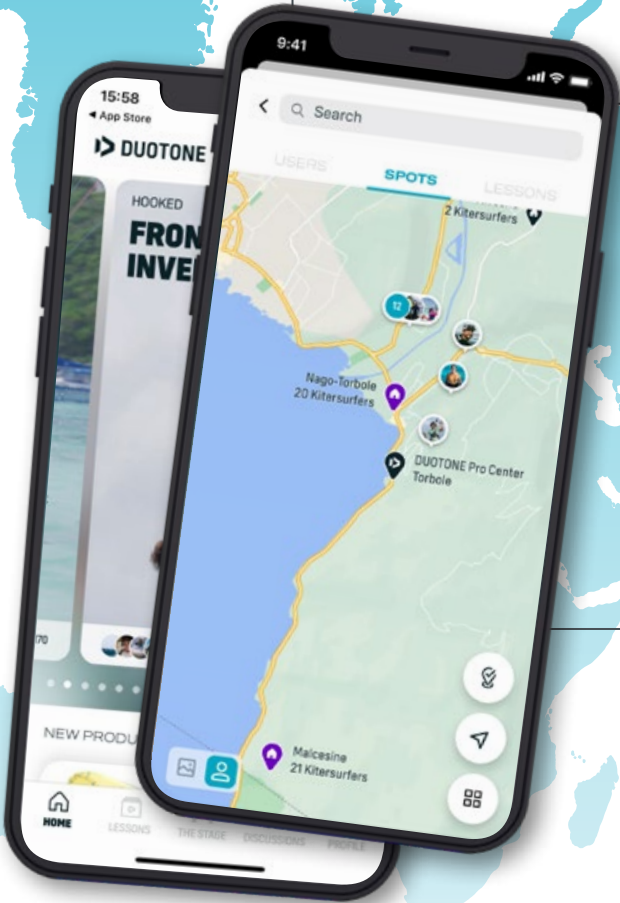 15:58
◀ App Store
DUOTONE
HOOKED
FRON
INVE
70
NEW PRODU
HOME
LESSONS
THE STAGE
DISCUSSIONS
PROFILE
9:41
Search
USERS
SPOTS
LESSONS
2 Kitersurfers
12
Nago-Torbole
20 Kitersurfers
DUOTONE Pro Center
Torbole
Malcesine
21 Kitersurfers